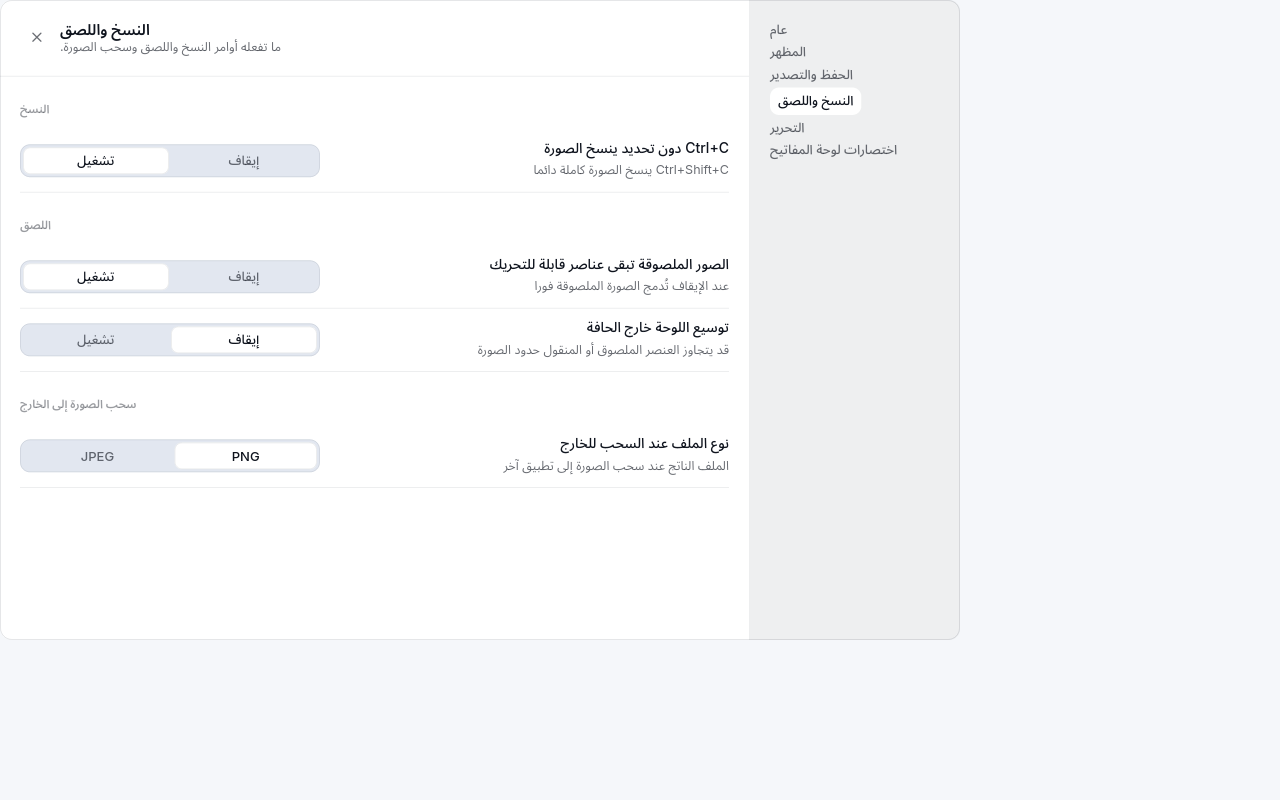 عام
المظهر
الحفظ والتصدير
النسخ واللصق
التحرير
اختصارات لوحة المفاتيح
النسخ واللصق
ما تفعله أوامر النسخ واللصق وسحب الصورة.
النسخ
Ctrl+C دون تحديد ينسخ الصورة
Ctrl+Shift+C ينسخ الصورة كاملة دائما
إيقاف
تشغيل
اللصق
الصور الملصوقة تبقى عناصر قابلة للتحريك
عند الإيقاف تُدمج الصورة الملصوقة فورا
إيقاف
تشغيل
توسيع اللوحة خارج الحافة
قد يتجاوز العنصر الملصوق أو المنقول حدود الصورة
إيقاف
تشغيل
سحب الصورة إلى الخارج
نوع الملف عند السحب للخارج
الملف الناتج عند سحب الصورة إلى تطبيق آخر
PNG
JPEG